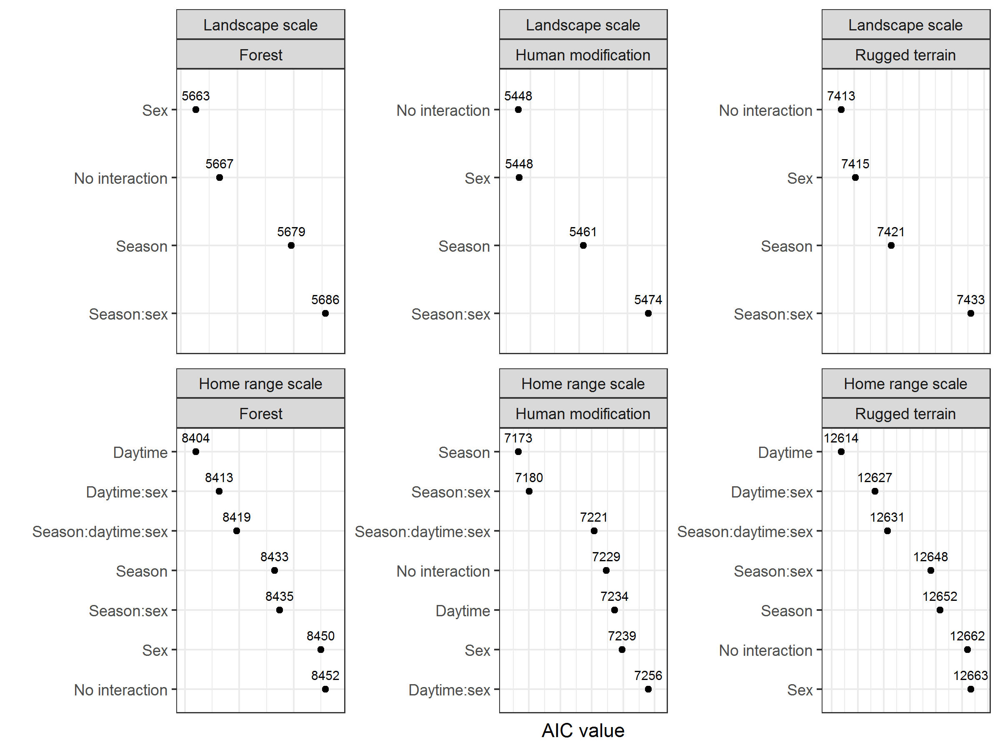 Landscape scale
Forest
5663
Sex
5667
No interaction
5679
Season
5686
Season:sex
Landscape scale
Human modification
5448
No interaction
5448
Sex
5461
Season
5474
Season:sex
Landscape scale
Rugged terrain
7413
No interaction
7415
Sex
7421
Season
7433
Season:sex
Home range scale
Forest
8404
Daytime
8413
Daytime:sex
8419
Season:daytime:sex
8433
Season
8435
Season:sex
8450
Sex
8452
No interaction
Home range scale
Human modification
7173
Season
7180
Season:sex
7221
Season:daytime:sex
7229
No interaction
7234
Daytime
7239
Sex
7256
Daytime:sex
Home range scale
Rugged terrain
12614
Daytime
12627
Daytime:sex
12631
Season:daytime:sex
12648
Season:sex
12652
Season
12662
No interaction
12663
Sex
AIC value